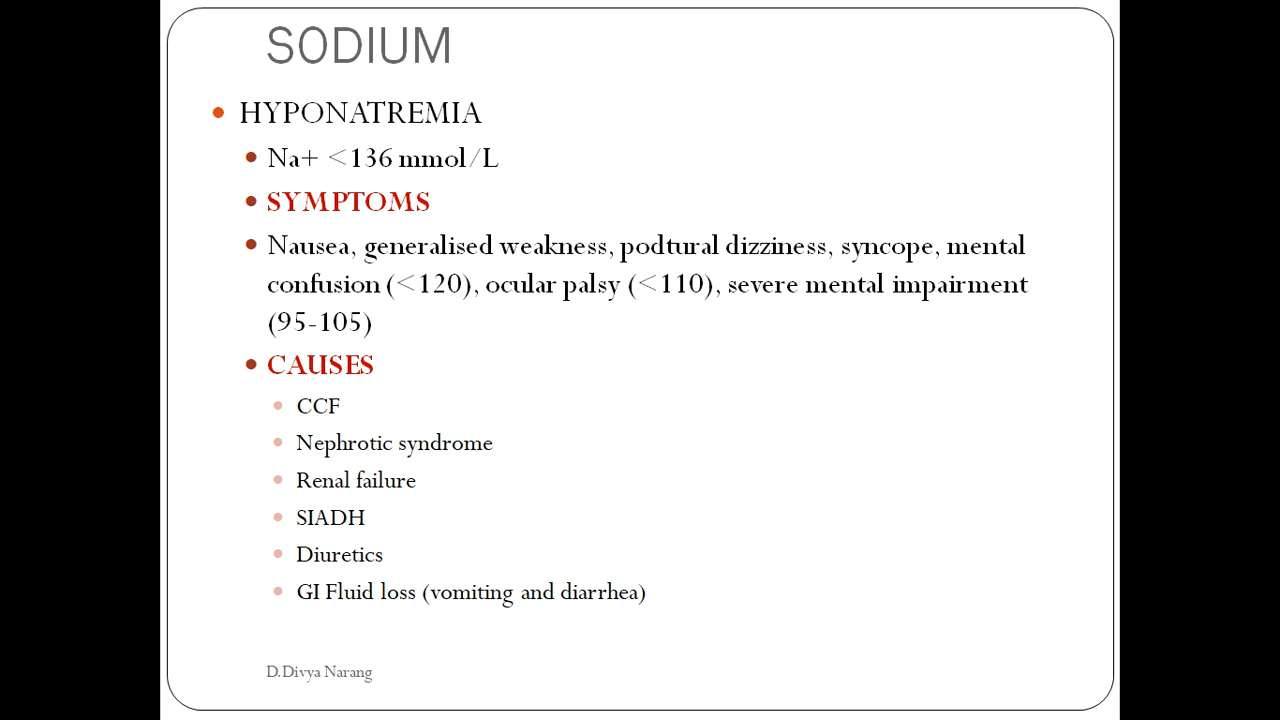 SODIUM
HYPONATREMIA
Na+ <136 mmol/L
SYMPTOMS
Nausea, generalised weakness, podtural dizziness, syncope, mental
confusion (<120), ocular palsy (<110), severe mental impairment
(95-105)
CAUSES
CCF
Nephrotic syndrome
Renal failure
SIADH
Diuretics
GI Fluid loss (vomiting and diarrhea)
D.Divya Narang